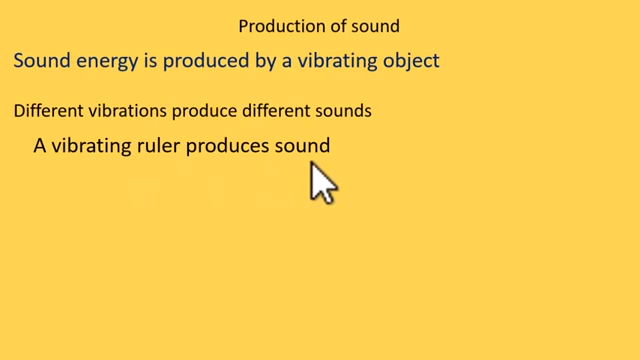 Production of sound
Sound energy is produced by a vibrating object
Different vibrations produce different sounds
A vibrating ruler produces sound